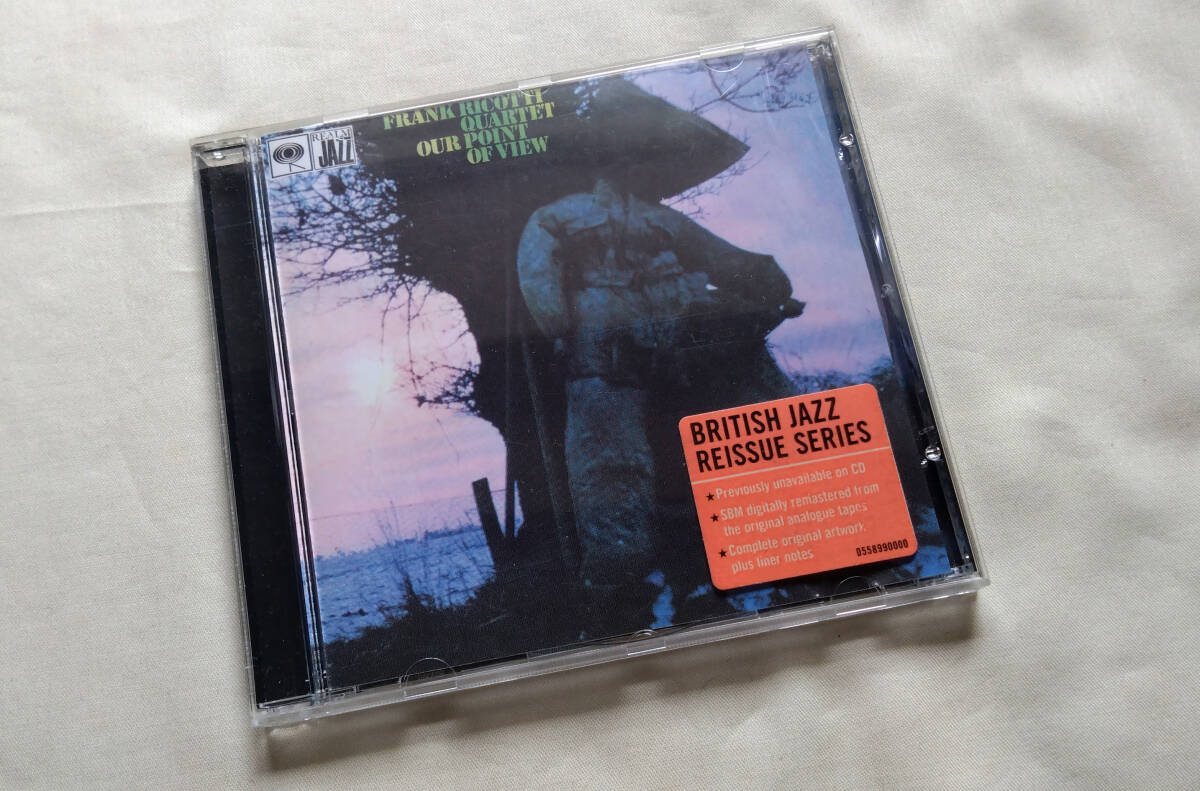 REALM
JAZZ
FRANK RICOTTI
QUARTET
OUR POINT
OF VIEW
BRITISH JAZZ
REISSUE SERIES
★ Previously unavailable on CD
★ SBM digitally remastered from
the original analogue tapes
★ Complete original artwork
plus liner notes
0558990000